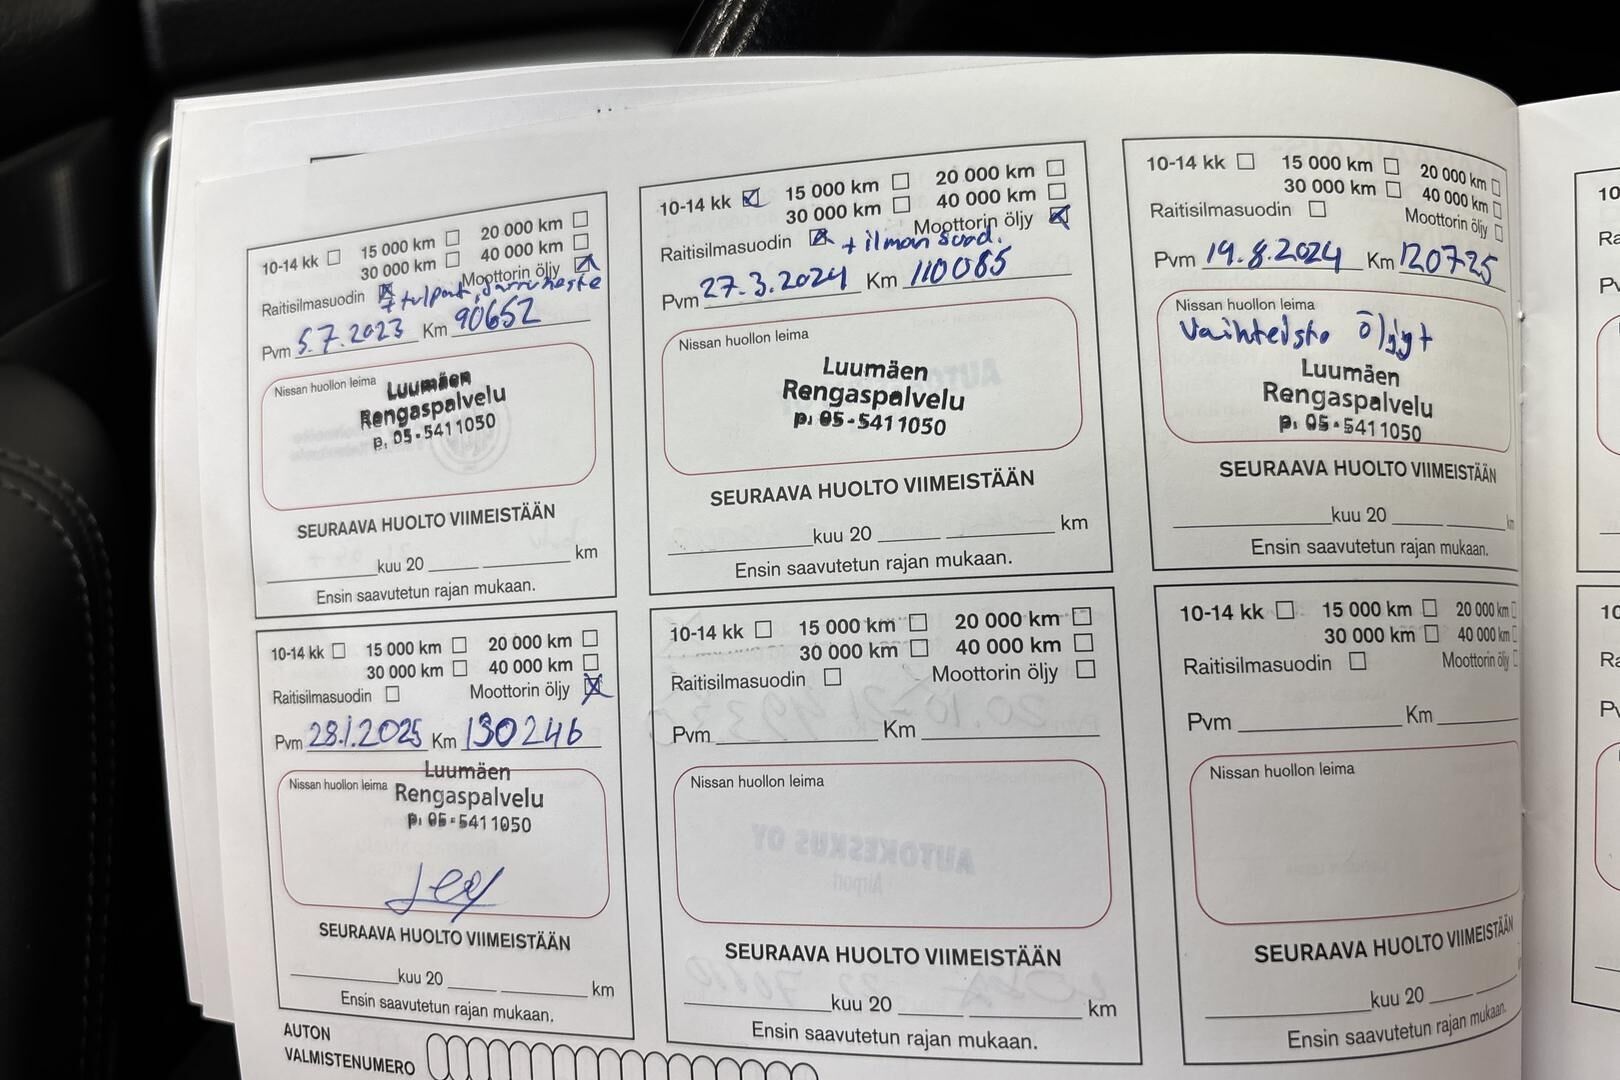 10-14 kk 15 000 km 20 000 km
30 000 km 40 000 km
Raitisilmasuodin Moottorin öljy
+ tulpat, jarruneste
Pvm 5.7.2023 Km 90652
Nissan huollon leima
Luumäen
Rengaspalvelu
p. 05-5411050
SEURAAVA HUOLTO VIIMEISTÄÄN
kuu 20 km
Ensin saavutetun rajan mukaan.
10-14 kk 15 000 km 20 000 km
30 000 km 40 000 km
Raitisilmasuodin Moottorin öljy
+ ilman suod.
Pvm 27.3.2024 Km 110085
Nissan huollon leima
Luumäen
Rengaspalvelu
p. 05-5411050
SEURAAVA HUOLTO VIIMEISTÄÄN
kuu 20 km
Ensin saavutetun rajan mukaan.
10-14 kk 15 000 km 20 000 km
30 000 km 40 000 km
Raitisilmasuodin Moottorin öljy
Pvm 19.8.2024 Km 120725
Nissan huollon leima
Vaihteisto öljyt
Luumäen
Rengaspalvelu
p. 05-5411050
SEURAAVA HUOLTO VIIMEISTÄÄN
kuu 20 km
Ensin saavutetun rajan mukaan.
10-14 kk 15 000 km 20 000 km
30 000 km 40 000 km
Raitisilmasuodin Moottorin öljy
Pvm 28.1.2025 Km 130246
Luumäen
Nissan huollon leima Rengaspalvelu
p. 05-5411050
SEURAAVA HUOLTO VIIMEISTÄÄN
kuu 20 km
Ensin saavutetun rajan mukaan.
10-14 kk 15 000 km 20 000 km
30 000 km 40 000 km
Raitisilmasuodin Moottorin öljy
Pvm Km
Nissan huollon leima
SEURAAVA HUOLTO VIIMEISTÄÄN
kuu 20 km
Ensin saavutetun rajan mukaan.
10-14 kk 15 000 km 20 000 km
30 000 km 40 000 km
Raitisilmasuodin Moottorin öljy
Pvm Km
Nissan huollon leima
SEURAAVA HUOLTO VIIMEISTÄÄN
kuu 20
Ensin saavutetun rajan mukaan.
AUTON
VALMISTENUMERO